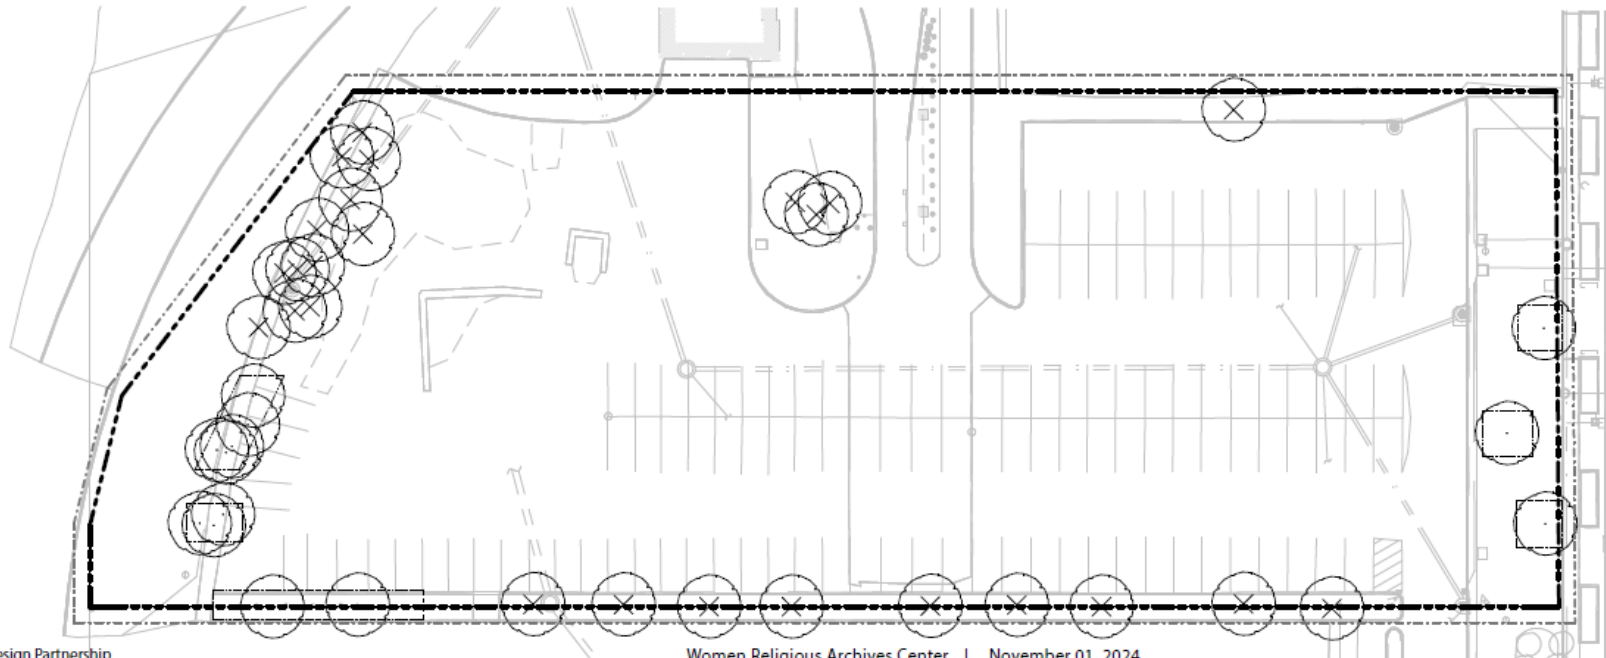 esign Partnership
Women Religious Archives Center | November 01, 2024